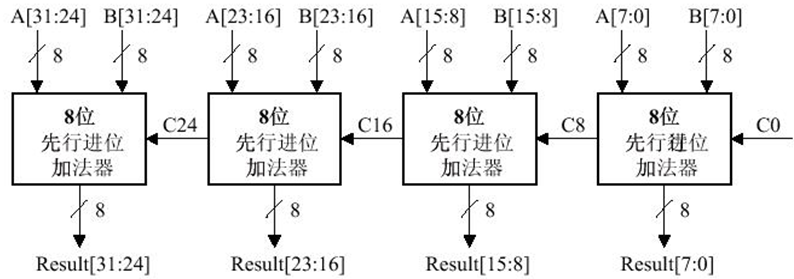 A[31:24] B[31:24] A[23:16] B[23:16] A[15:8] B[15:8] A[7:0] B[7:0]
8 8 8 8 8 8 8 8
8位 8位 8位 8位
先行进位 C24 先行进位 C16 先行进位 C8 先行进位 C0
加法器 加法器 加法器 加法器
8 8 8 8
Result[31:24] Result[23:16] Result[15:8] Result[7:0]